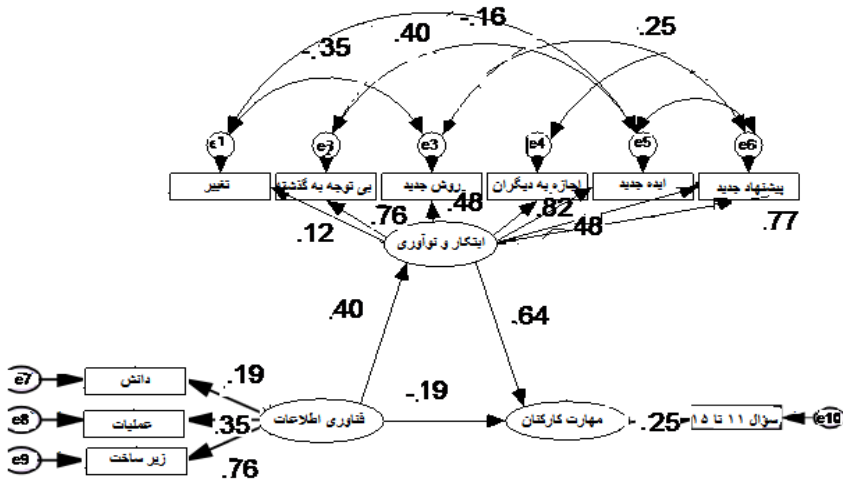 -.16
.40
.25
-.35
e1
e2
e3
e4
e5
e6
تغییر
بی توجه به گذشته
روش جدید
اجازه به دیگران
ایده جدید
پیشنهاد جدید
.12
.76
.48
.82
.48
.77
ابتکار و نوآوری
.40
.64
e7
دانش
.19
-.19
e8
عملیات
.35
فناوری اطلاعات
مهارت کارکنان
.25
سؤال ۱۱ تا ۱۵
e10
e9
زیر ساخت
.76